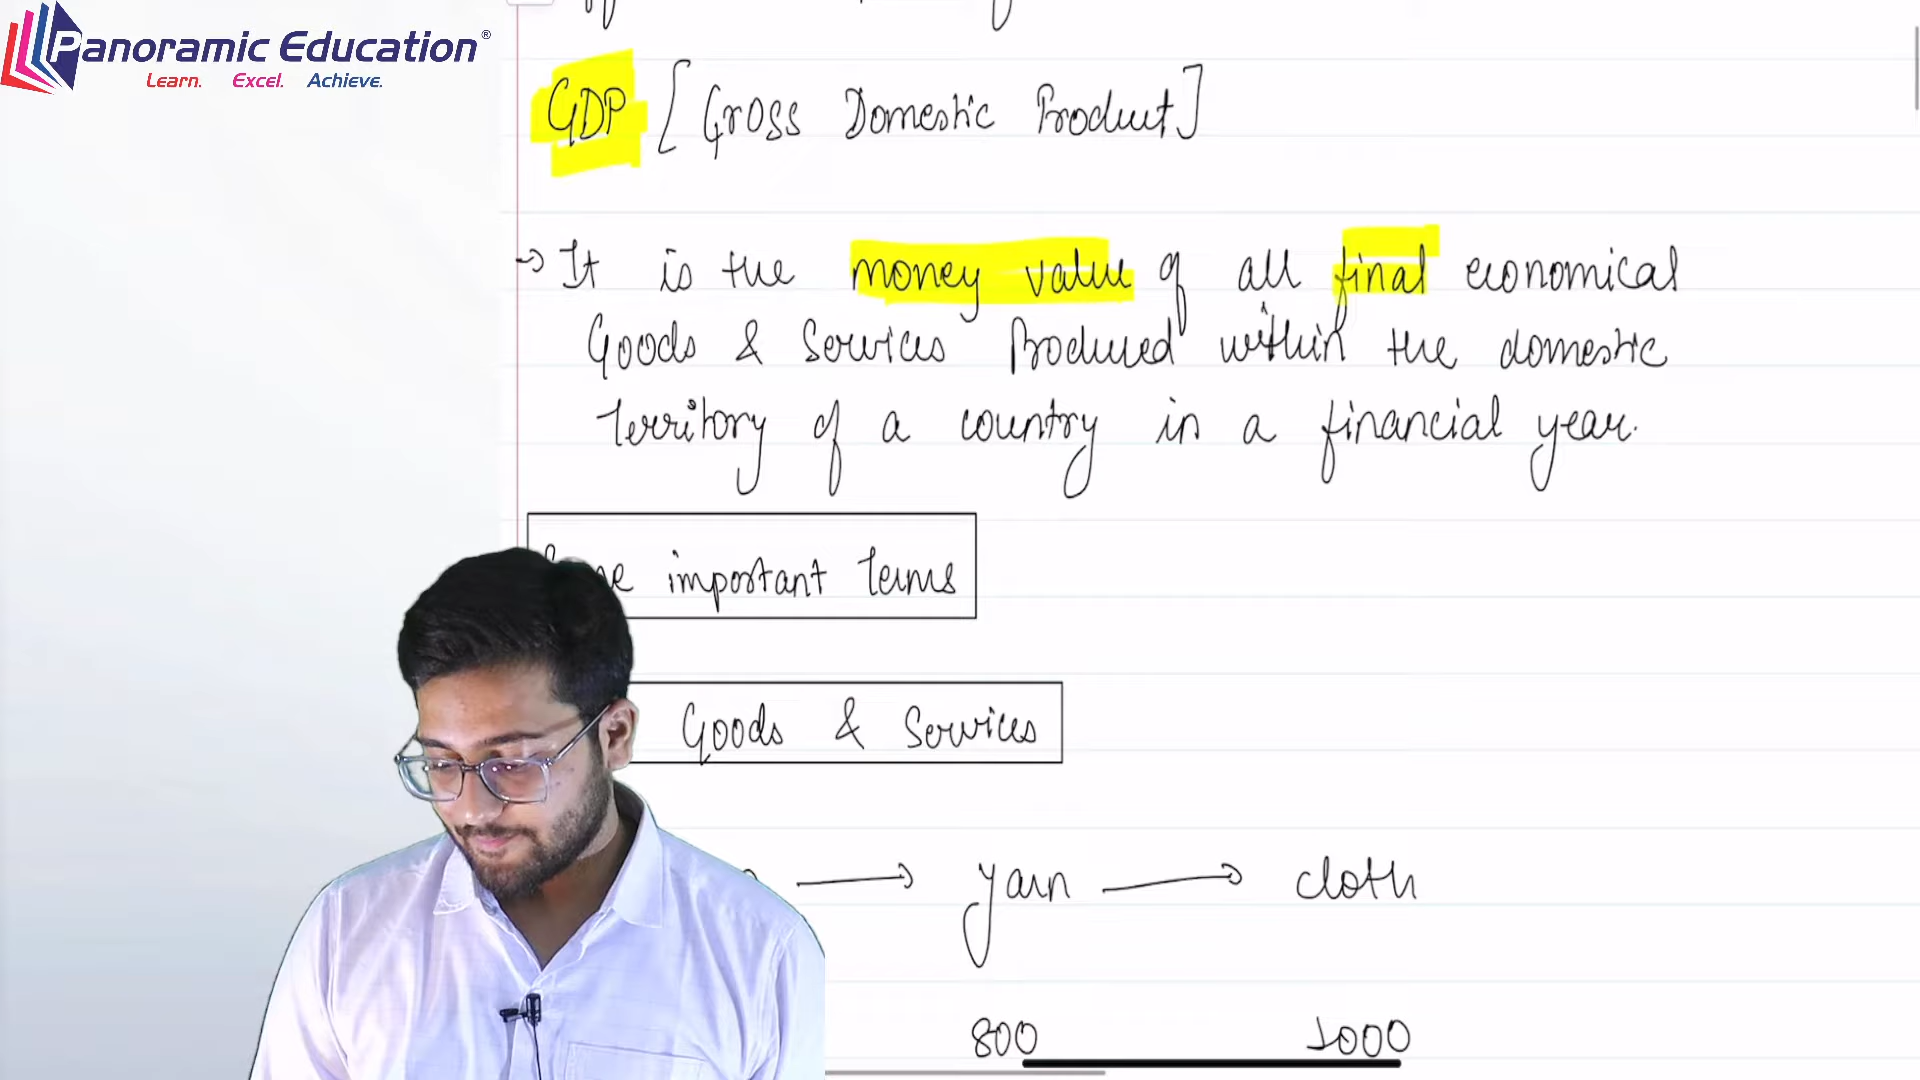 Panoramic Education®
Learn. Excel. Achieve.
GDP [Gross Domestic Product]
→ It is the money value of all final economical
Goods & Services Produced within the domestic
territory of a country in a financial year.
important terms
Goods & Services
→ yarn → cloth
800 1000